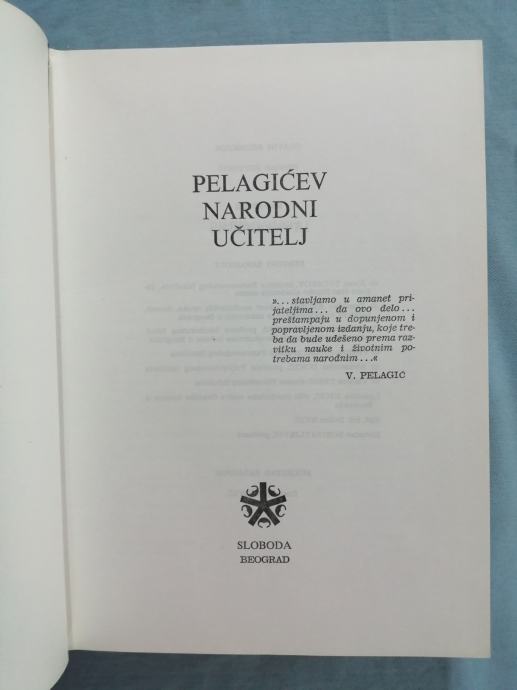 PELAGIĆEV
NARODNI
UČITELJ
»...stavljamo u amanet pri-
jateljima... da ovo delo...
preštampaju u dopunjenom i
popravljenom izdanju, koje tre-
ba da bude udešeno prema raz-
vitku nauke i životnim po-
trebama narodnim...«
V. PELAGIĆ
SLOBODA
BEOGRAD